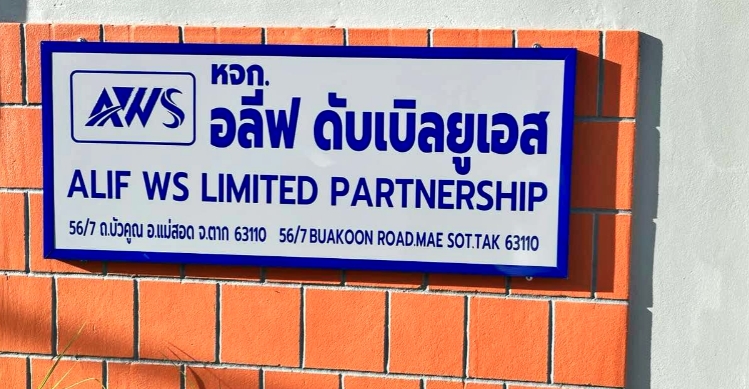 AWS
หจก.
อลีฟ ดับเบิลยูเอส
ALIF WS LIMITED PARTNERSHIP
56/7 ถ.บัวคูณ อ.แม่สอด จ.ตาก 63110 56/7 BUAKOON ROAD.MAE SOT.TAK 63110